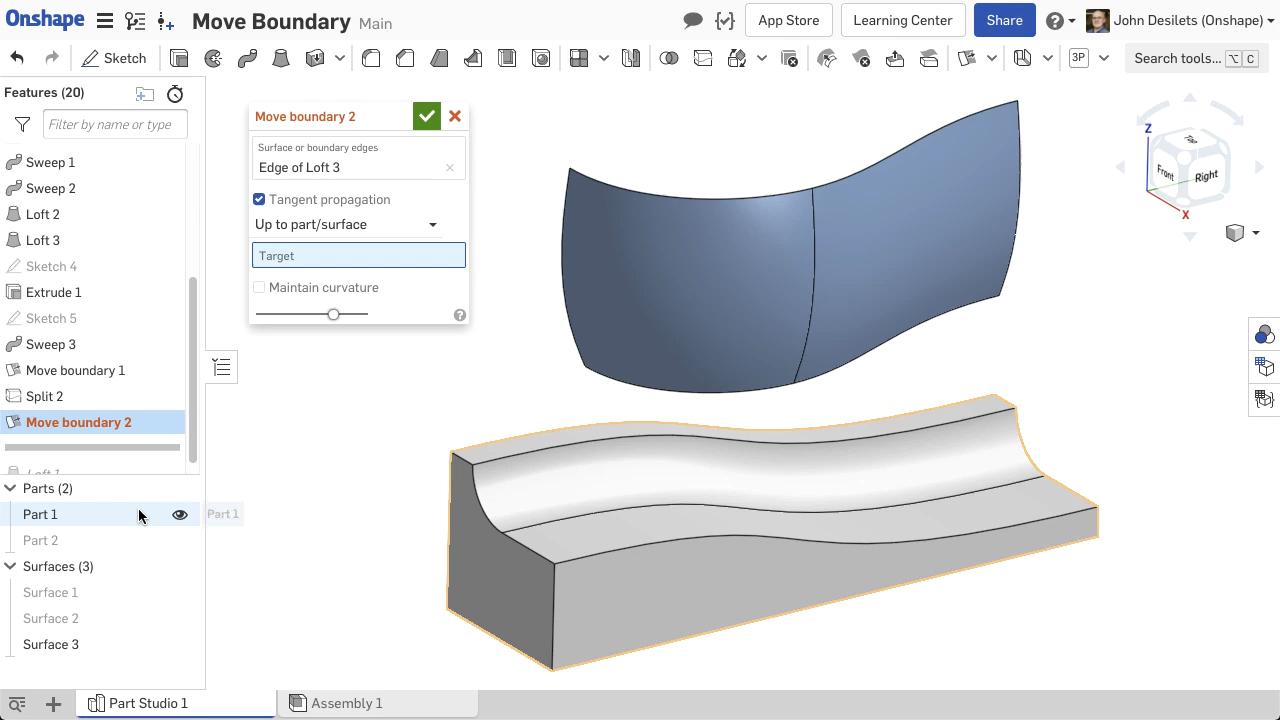 Onshape
Move Boundary Main
App Store
Learning Center
Share
John Desilets (Onshape)
Sketch
3P
Search tools... ⌥ C
Features (20)
Filter by name or type
Sweep 1
Sweep 2
Loft 2
Loft 3
Sketch 4
Extrude 1
Sketch 5
Sweep 3
Move boundary 1
Split 2
Move boundary 2
Loft 1
Parts (2)
Part 1
Part 1
Part 2
Surfaces (3)
Surface 1
Surface 2
Surface 3
Move boundary 2
Surface or boundary edges
Edge of Loft 3
Tangent propagation
Up to part/surface
Target
Maintain curvature
Z
Top
Front
Right
X
Part Studio 1
Assembly 1